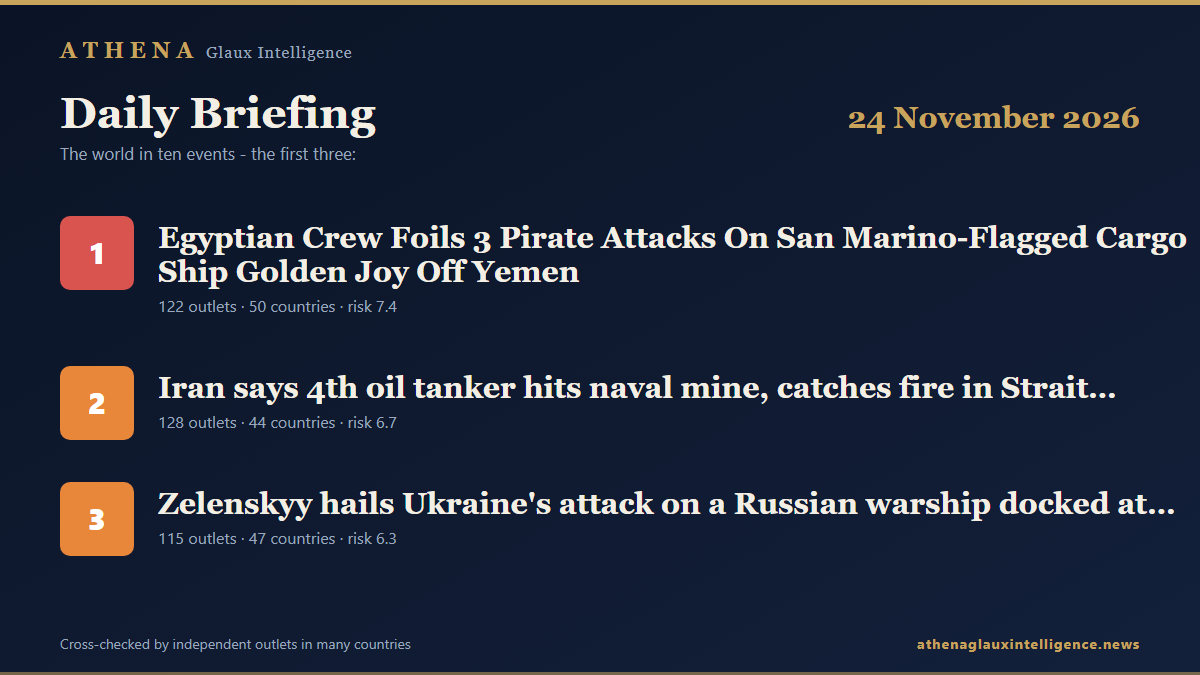 ATHENA Glaux Intelligence
Daily Briefing
24 November 2026
The world in ten events - the first three:
1
Egyptian Crew Foils 3 Pirate Attacks On San Marino-Flagged Cargo
Ship Golden Joy Off Yemen
122 outlets · 50 countries · risk 7.4
2
Iran says 4th oil tanker hits naval mine, catches fire in Strait...
128 outlets · 44 countries · risk 6.7
3
Zelenskyy hails Ukraine's attack on a Russian warship docked at...
115 outlets · 47 countries · risk 6.3
Cross-checked by independent outlets in many countries
athenaglauxintelligence.news